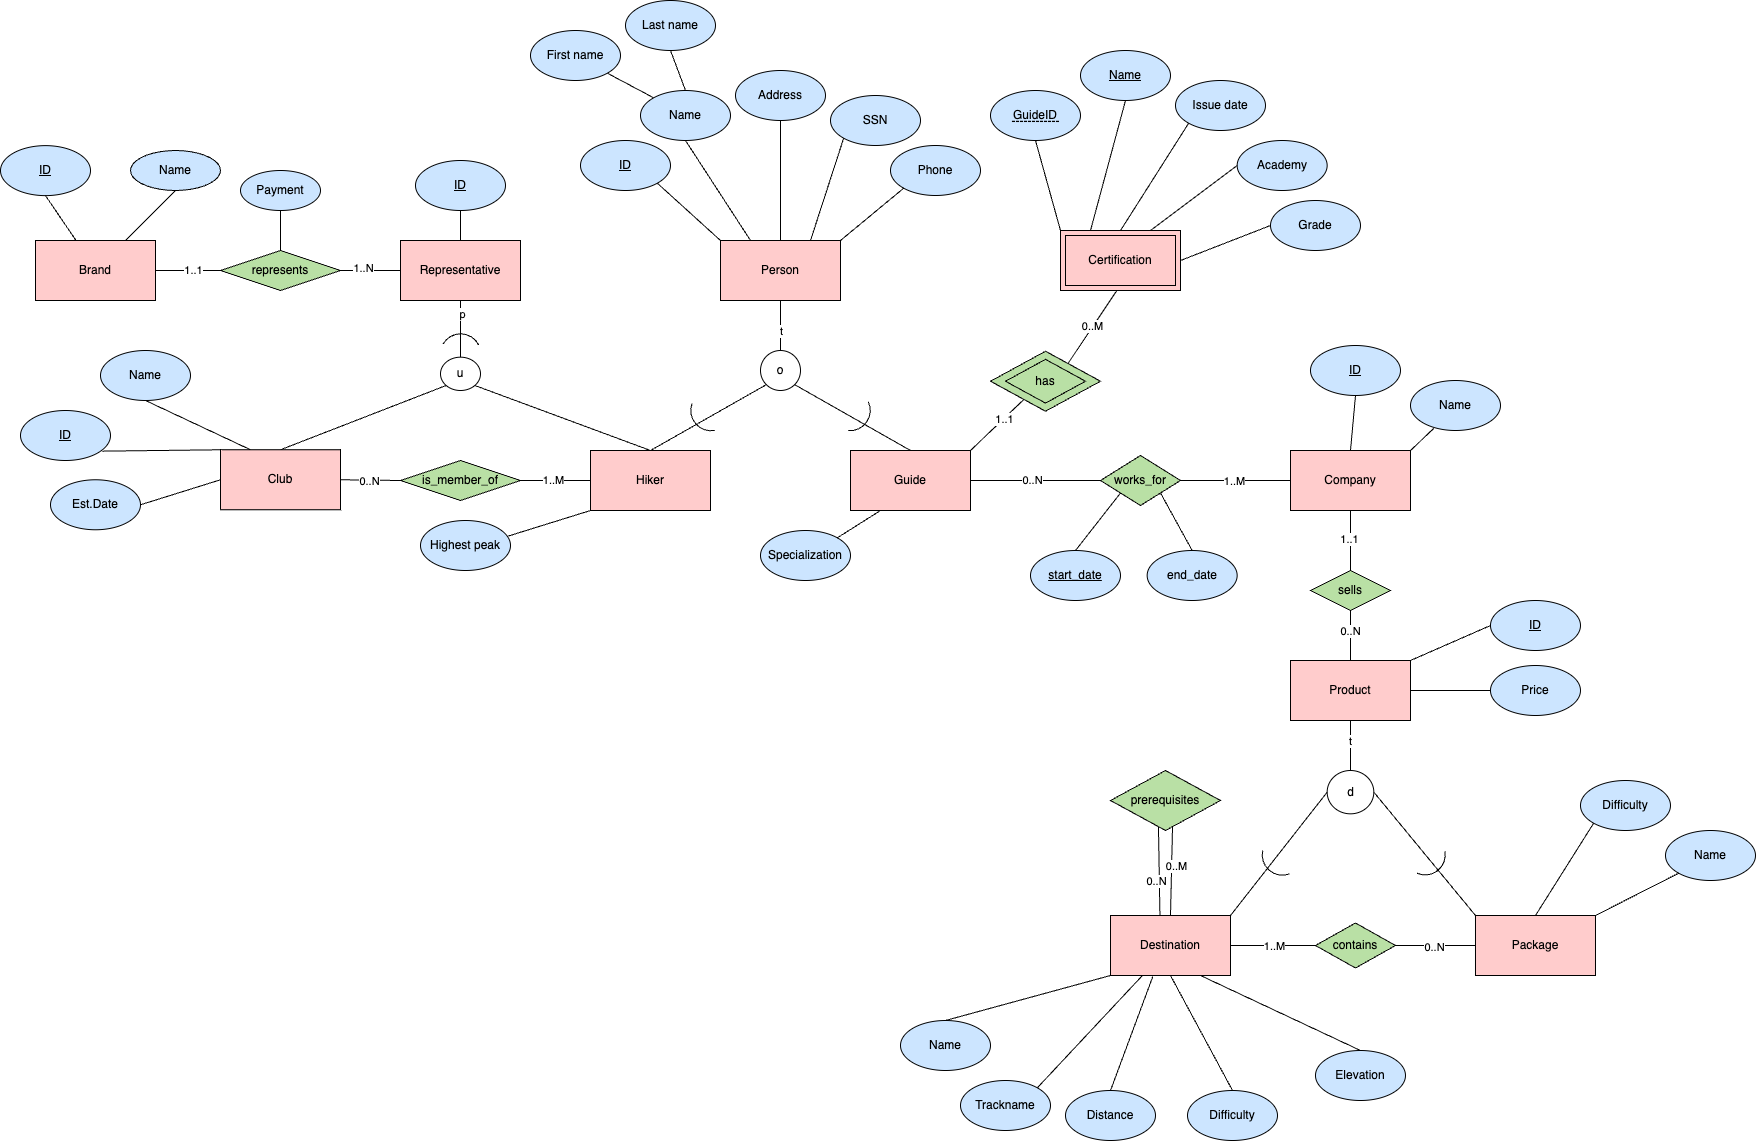 Last name
First name
Name
Address
SSN
Phone
ID
Name
GuideID
Issue date
Academy
Grade
Certification
ID
Name
Payment
ID
Brand
1..1
represents
1..N
Representative
Person
p
u
t
o
0..M
has
1..1
Name
ID
Est.Date
Club
0..N
is_member_of
1..M
Hiker
Highest peak
Guide
Specialization
0..N
works_for
1..M
start_date
end_date
ID
Name
Company
1..1
sells
0..N
ID
Price
Product
t
d
prerequisites
0..M
0..N
Difficulty
Name
Destination
1..M
contains
0..N
Package
Name
Trackname
Distance
Difficulty
Elevation